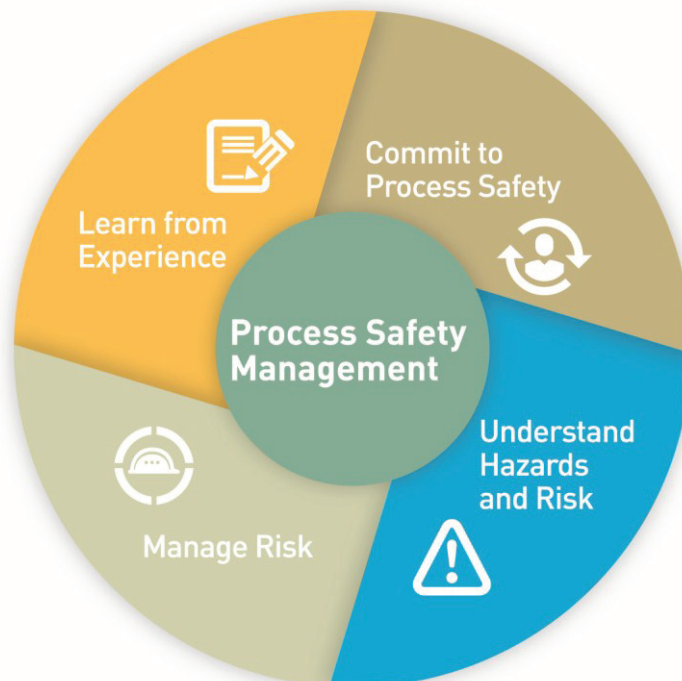 Commit to
Process Safety
Learn from
Experience
Process Safety
Management
Understand
Hazards
and Risk
Manage Risk